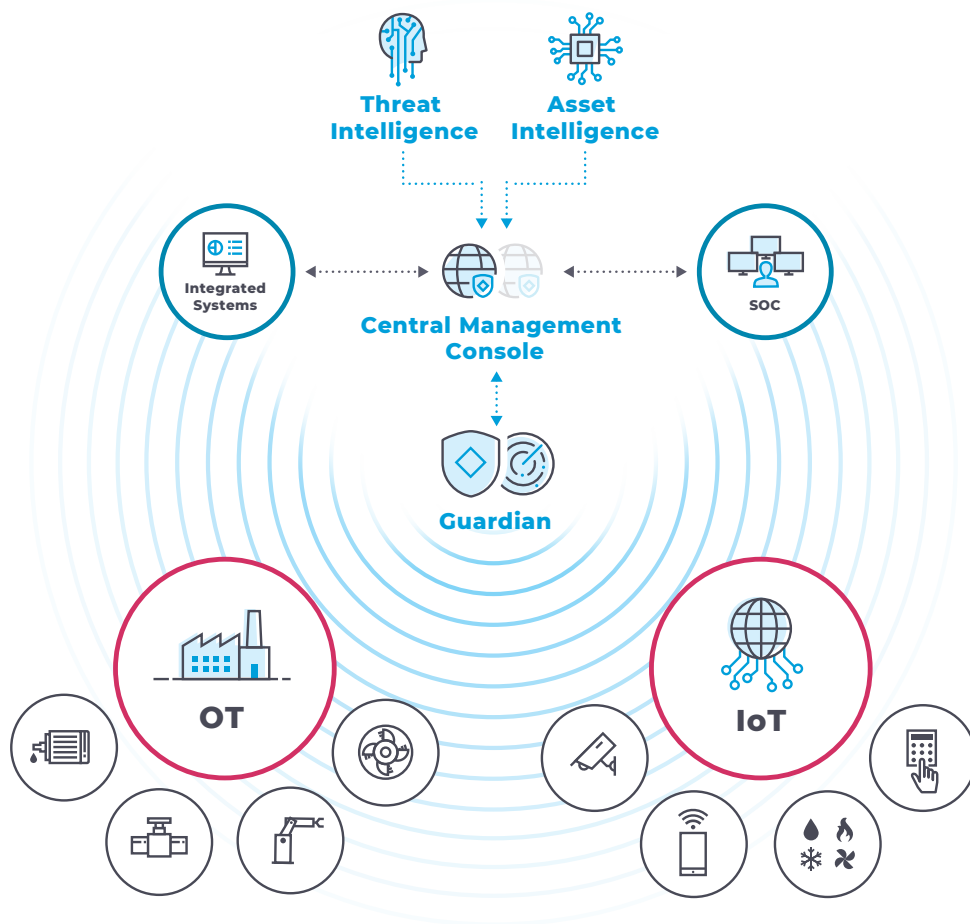 Threat
Intelligence
Asset
Intelligence
Integrated
Systems
SOC
Central Management
Console
Guardian
OT
IoT